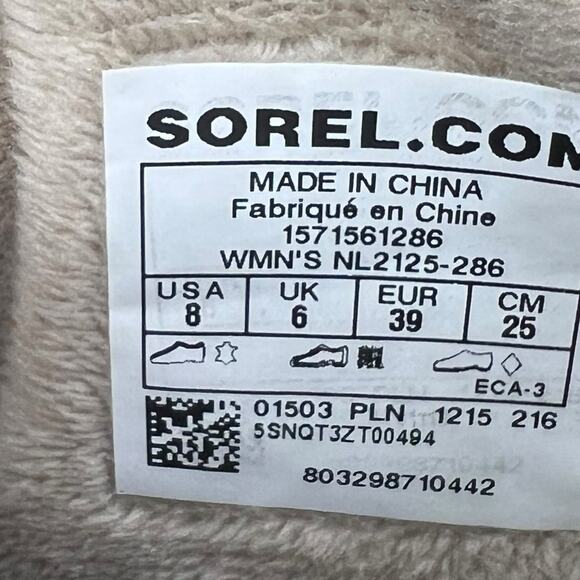 SOREL.COM
MADE IN CHINA
Fabriqué en Chine
1571561286
WMN'S NL2125-286
USA UK EUR CM
8 6 39 25
ECA-3
01503 PLN 1215 216
5SNQT3ZT00494
803298710442